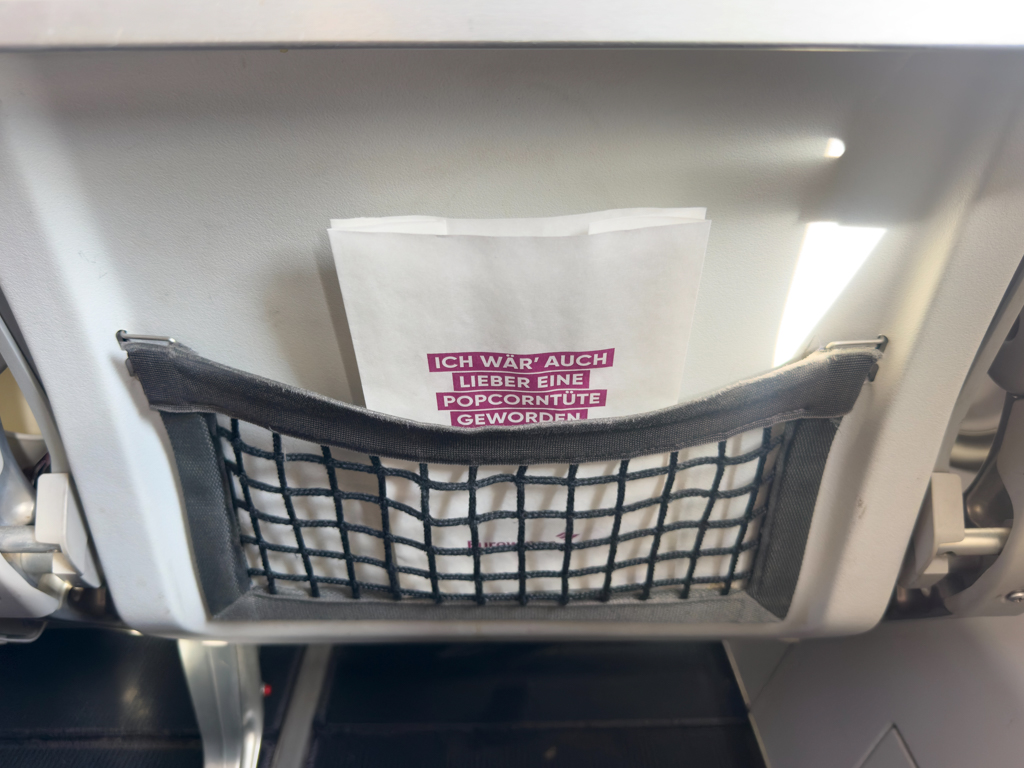 ICH WÄR' AUCH
LIEBER EINE
POPCORNTÜTE
GEWORDEN